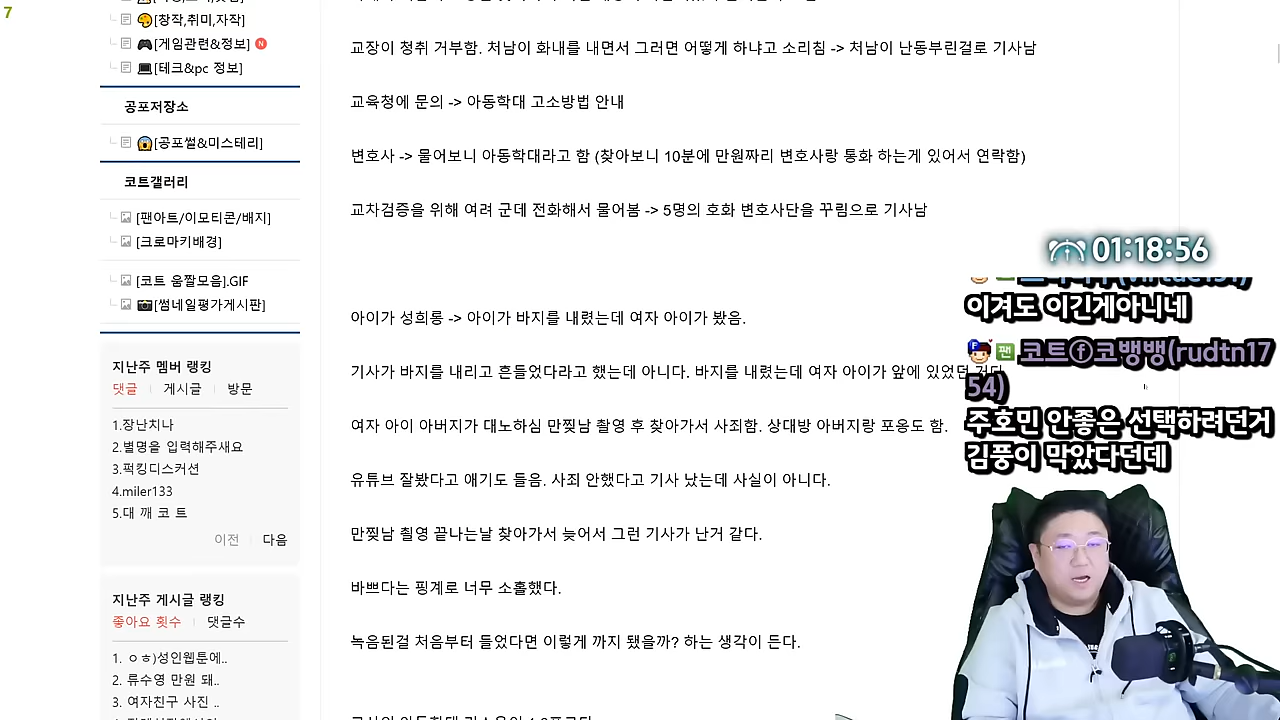 7
[창작,취미,자작]
[게임관련&정보] N
[테크&pc 정보]
공포저장소
[공포썰&미스테리]
코트갤러리
[팬아트/이모티콘/배지]
[크로마키배경]
[코트 움짤모음].GIF
[썸네일평가게시판]
지난주 멤버 랭킹
댓글 게시글 방문
1.장난치나
2.별명을 입력해주새요
3.퍽킹디스커션
4.miler133
5.대 깨 코 트
이전 다음
지난주 게시글 랭킹
좋아요 횟수 댓글수
1. ㅇㅎ)성인웹툰에..
2. 류수영 만원 돼..
3. 여자친구 사진 ..
교장이 청취 거부함. 처남이 화내를 내면서 그러면 어떻게 하냐고 소리침 -> 처남이 난동부린걸로 기사남
교육청에 문의 -> 아동학대 고소방법 안내
변호사 -> 물어보니 아동학대라고 함 (찾아보니 10분에 만원짜리 변호사랑 통화 하는게 있어서 연락함)
교차검증을 위해 여려 군데 전화해서 물어봄 -> 5명의 호화 변호사단을 꾸림으로 기사남
아이가 성희롱 -> 아이가 바지를 내렸는데 여자 아이가 봤음.
기사가 바지를 내리고 흔들었다라고 했는데 아니다. 바지를 내렸는데 여자 아이가 앞에 있었던 거다
여자 아이 아버지가 대노하심 만찢남 촬영 후 찾아가서 사죄함. 상대방 아버지랑 포옹도 함.
유튜브 잘봤다고 얘기도 들음. 사죄 안했다고 기사 났는데 사실이 아니다.
만찢남 촬영 끝나는날 찾아가서 늦어서 그런 기사가 난거 같다.
바쁘다는 핑계로 너무 소홀했다.
녹음된걸 처음부터 들었다면 이렇게 까지 됐을까? 하는 생각이 든다.
01:18:56
이겨도 이긴게아니네
팬 코트ⓕ코뱅뱅(rudtn17
54)
주호민 안좋은 선택하려던거
김풍이 막았다던데